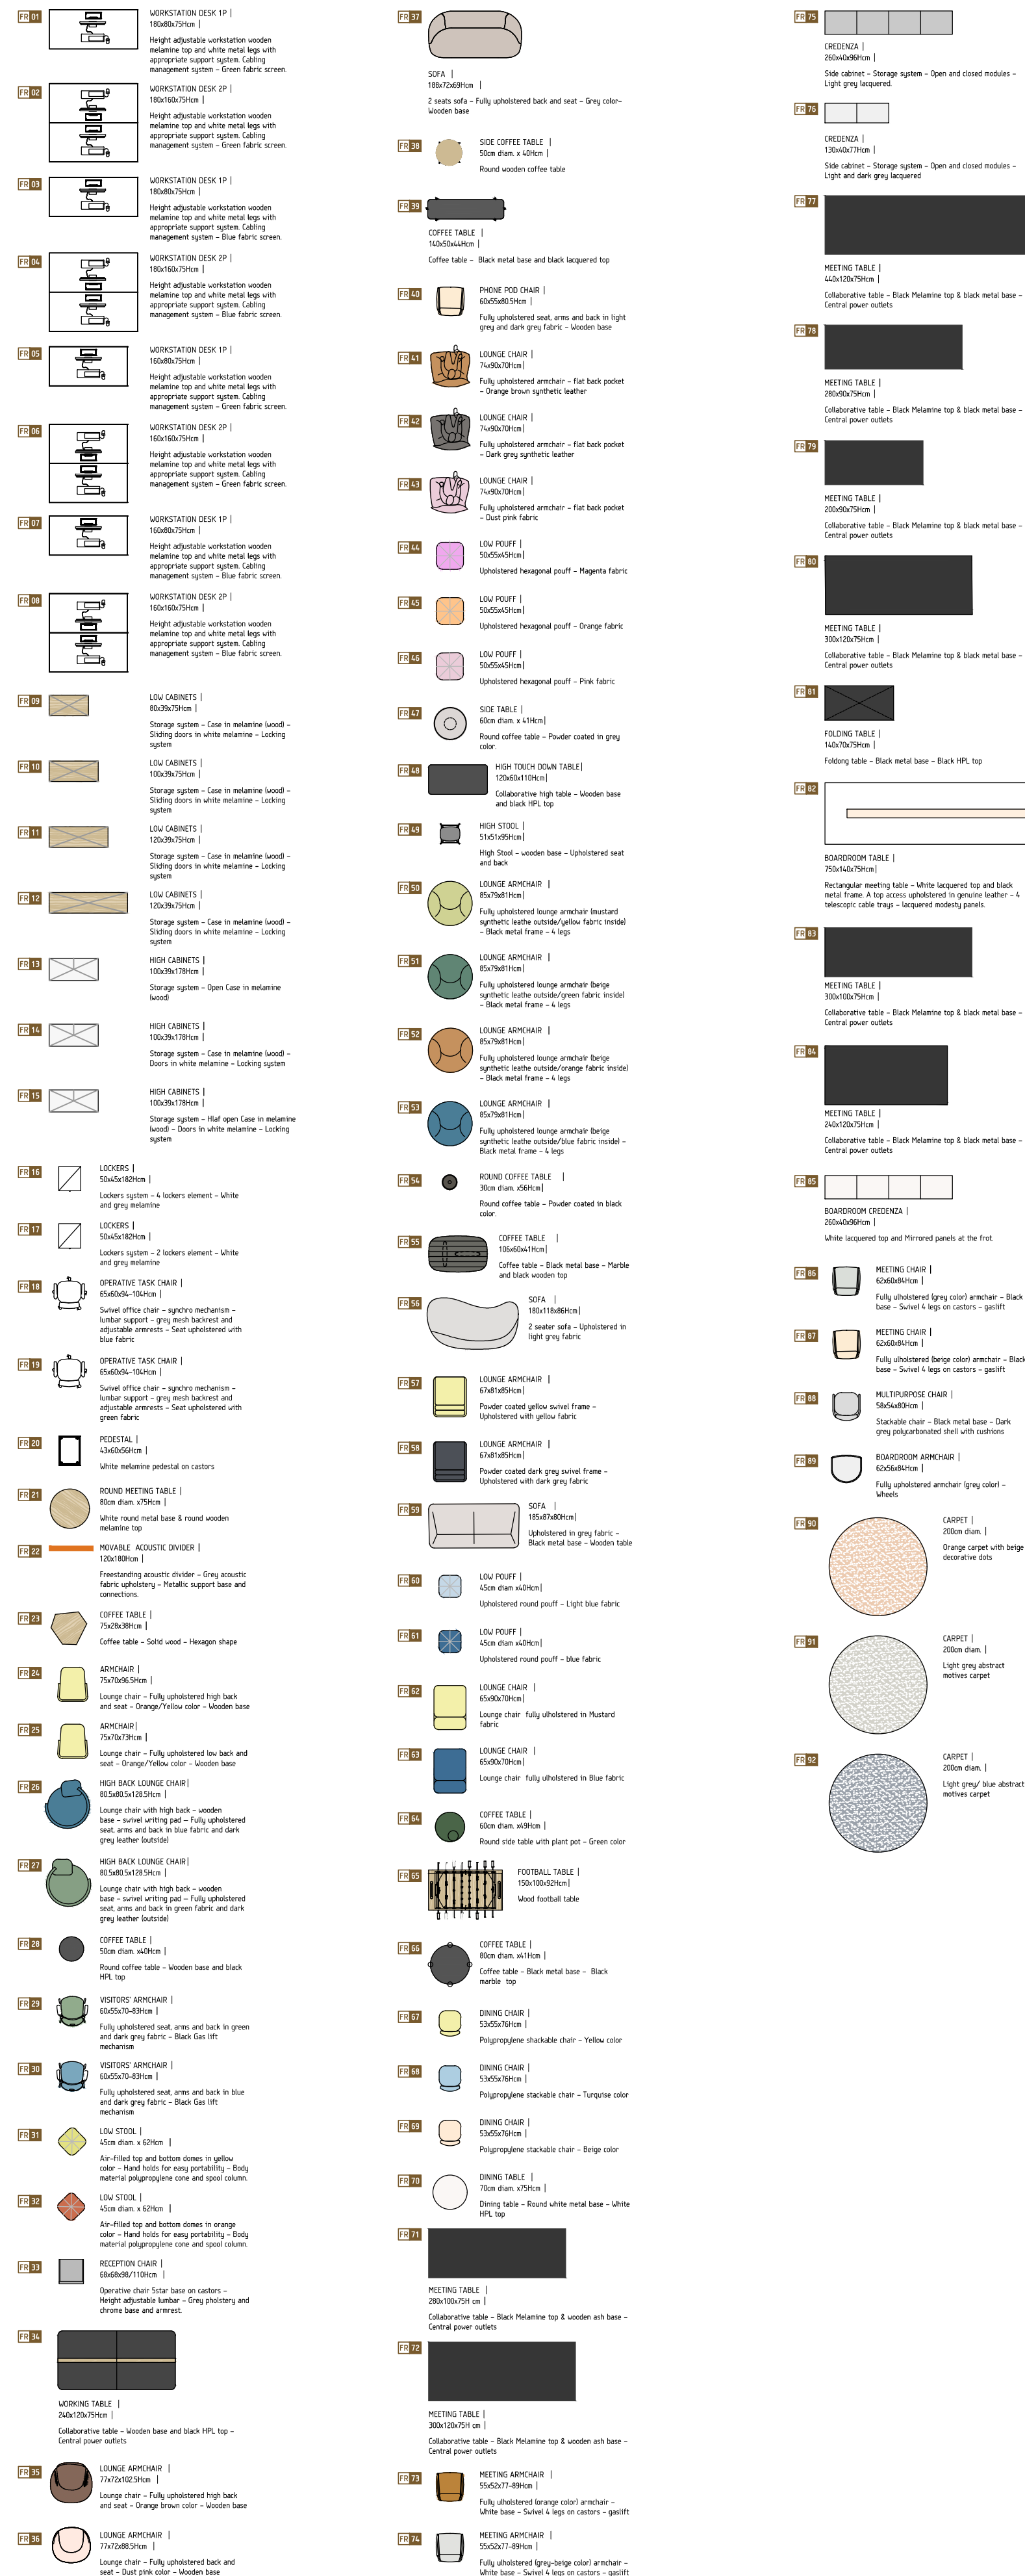 FR 01
WORKSTATION DESK 1P |
180x80x75Hcm |
Height adjustable workstation wooden
melamine top and white metal legs with
appropriate support system. Cabling
management system – Green fabric screen.
FR 02
WORKSTATION DESK 2P |
180x160x75Hcm |
Height adjustable workstation wooden
melamine top and white metal legs with
appropriate support system. Cabling
management system – Green fabric screen.
FR 03
WORKSTATION DESK 1P |
180x80x75Hcm |
Height adjustable workstation wooden
melamine top and white metal legs with
appropriate support system. Cabling
management system – Blue fabric screen.
FR 04
WORKSTATION DESK 2P |
180x160x75Hcm |
Height adjustable workstation wooden
melamine top and white metal legs with
appropriate support system. Cabling
management system – Blue fabric screen.
FR 05
WORKSTATION DESK 1P |
160x80x75Hcm |
Height adjustable workstation wooden
melamine top and white metal legs with
appropriate support system. Cabling
management system – Green fabric screen.
FR 06
WORKSTATION DESK 2P |
160x160x75Hcm |
Height adjustable workstation wooden
melamine top and white metal legs with
appropriate support system. Cabling
management system – Green fabric screen.
FR 07
WORKSTATION DESK 1P |
160x80x75Hcm |
Height adjustable workstation wooden
melamine top and white metal legs with
appropriate support system. Cabling
management system – Blue fabric screen.
FR 08
WORKSTATION DESK 2P |
160x160x75Hcm |
Height adjustable workstation wooden
melamine top and white metal legs with
appropriate support system. Cabling
management system – Blue fabric screen.
FR 09
LOW CABINETS |
80x39x75Hcm |
Storage system – Case in melamine (wood) –
Sliding doors in white melamine – Locking
system
FR 10
LOW CABINETS |
100x39x75Hcm |
Storage system – Case in melamine (wood) –
Sliding doors in white melamine – Locking
system
FR 11
LOW CABINETS |
120x39x75Hcm |
Storage system – Case in melamine (wood) –
Sliding doors in white melamine – Locking
system
FR 12
LOW CABINETS |
120x39x75Hcm |
Storage system – Case in melamine (wood) –
Sliding doors in white melamine – Locking
system
FR 13
HIGH CABINETS |
100x39x178Hcm |
Storage system – Open Case in melamine
(wood)
FR 14
HIGH CABINETS |
100x39x178Hcm |
Storage system – Case in melamine (wood) –
Doors in white melamine – Locking system
FR 15
HIGH CABINETS |
100x39x178Hcm |
Storage system – Hlaf open Case in melamine
(wood) – Doors in white melamine – Locking
system
FR 16
LOCKERS |
50x45x182Hcm |
Lockers system – 4 lockers element – White
and grey melamine
FR 17
LOCKERS |
50x45x182Hcm |
Lockers system – 2 lockers element – White
and grey melamine
FR 18
OPERATIVE TASK CHAIR |
65x60x94-104Hcm |
Swivel office chair – synchro mechanism –
lumbar support – grey mesh backrest and
adjustable armrests – Seat upholstered with
blue fabric
FR 19
OPERATIVE TASK CHAIR |
65x60x94-104Hcm |
Swivel office chair – synchro mechanism –
lumbar support – grey mesh backrest and
adjustable armrests – Seat upholstered with
green fabric
FR 20
PEDESTAL |
43x60x56Hcm |
White melamine pedestal on castors
FR 21
ROUND MEETING TABLE |
80cm diam. x75Hcm |
White round metal base & round wooden
melamine top
FR 22
MOVABLE ACOUSTIC DIVIDER |
120x180Hcm |
Freestanding acoustic divider – Grey acoustic
fabric upholstery – Metallic support base and
connections.
FR 23
COFFEE TABLE |
75x28x38Hcm |
Coffee table – Solid wood – Hexagon shape
FR 24
ARMCHAIR |
75x70x96.5Hcm |
Lounge chair – Fully upholstered high back
and seat – Orange/Yellow color – Wooden base
FR 25
ARMCHAIR |
75x70x73Hcm |
Lounge chair – Fully upholstered low back and
seat – Orange/Yellow color – Wooden base
FR 26
HIGH BACK LOUNGE CHAIR |
80.5x80.5x128.5Hcm |
Lounge chair with high back – wooden
base – swivel writing pad – Fully upholstered
seat, arms and back in blue fabric and dark
grey leather (outside)
FR 27
HIGH BACK LOUNGE CHAIR |
80.5x80.5x128.5Hcm |
Lounge chair with high back – wooden
base – swivel writing pad – Fully upholstered
seat, arms and back in green fabric and dark
grey leather (outside)
FR 28
COFFEE TABLE |
50cm diam. x40Hcm |
Round coffee table – Wooden base and black
HPL top
FR 29
VISITORS' ARMCHAIR |
60x55x70-83Hcm |
Fully upholstered seat, arms and back in green
and dark grey fabric – Black Gas lift
mechanism
FR 30
VISITORS' ARMCHAIR |
60x55x70-83Hcm |
Fully upholstered seat, arms and back in blue
and dark grey fabric – Black Gas lift
mechanism
FR 31
LOW STOOL |
45cm diam. x 62Hcm |
Air-filled top and bottom domes in yellow
color – Hand holds for easy portability – Body
material polypropylene cone and spool column.
FR 32
LOW STOOL |
45cm diam. x 62Hcm |
Air-filled top and bottom domes in orange
color – Hand holds for easy portability – Body
material polypropylene cone and spool column.
FR 33
RECEPTION CHAIR |
68x68x98/110Hcm |
Operative chair 5star base on castors –
Height adjustable lumbar – Grey pholstery and
chrome base and armrest.
FR 34
WORKING TABLE |
240x120x75Hcm |
Collaborative table – Wooden base and black HPL top –
Central power outlets
FR 35
LOUNGE ARMCHAIR |
77x72x102.5Hcm |
Lounge chair – Fully upholstered high back
and seat – Orange brown color – Wooden base
FR 36
LOUNGE ARMCHAIR |
77x72x88.5Hcm |
Lounge chair – Fully upholstered back and
seat – Dust pink color – Wooden base
FR 37
SOFA |
188x72x69Hcm |
2 seats sofa – Fully upholstered back and seat – Grey color–
Wooden base
FR 38
SIDE COFFEE TABLE |
50cm diam. x 40Hcm |
Round wooden coffee table
FR 39
COFFEE TABLE |
140x50x44Hcm |
Coffee table – Black metal base and black lacquered top
FR 40
PHONE POD CHAIR |
60x55x80.5Hcm |
Fully upholstered seat, arms and back in light
grey and dark grey fabric – Wooden base
FR 41
LOUNGE CHAIR |
74x90x70Hcm |
Fully upholstered armchair – flat back pocket
– Orange brown synthetic leather
FR 42
LOUNGE CHAIR |
74x90x70Hcm |
Fully upholstered armchair – flat back pocket
– Dark grey synthetic leather
FR 43
LOUNGE CHAIR |
74x90x70Hcm |
Fully upholstered armchair – flat back pocket
– Dust pink fabric
FR 44
LOW POUFF |
50x55x45Hcm |
Upholstered hexagonal pouff – Magenta fabric
FR 45
LOW POUFF |
50x55x45Hcm |
Upholstered hexagonal pouff – Orange fabric
FR 46
LOW POUFF |
50x55x45Hcm |
Upholstered hexagonal pouff – Pink fabric
FR 47
SIDE TABLE |
60cm diam. x 41Hcm |
Round coffee table – Powder coated in grey
color.
FR 48
HIGH TOUCH DOWN TABLE |
120x60x110Hcm |
Collaborative high table – Wooden base
and black HPL top
FR 49
HIGH STOOL |
51x51x95Hcm |
High Stool – wooden base – Upholstered seat
and back
FR 50
LOUNGE ARMCHAIR |
85x79x81Hcm |
Fully upholstered lounge armchair (mustard
synthetic leathe outside/yellow fabric inside)
– Black metal frame – 4 legs
FR 51
LOUNGE ARMCHAIR |
85x79x81Hcm |
Fully upholstered lounge armchair (beige
synthetic leathe outside/green fabric inside)
– Black metal frame – 4 legs
FR 52
LOUNGE ARMCHAIR |
85x79x81Hcm |
Fully upholstered lounge armchair (beige
synthetic leathe outside/orange fabric inside)
– Black metal frame – 4 legs
FR 53
LOUNGE ARMCHAIR |
85x79x81Hcm |
Fully upholstered lounge armchair (beige
synthetic leathe outside/blue fabric inside) –
Black metal frame – 4 legs
FR 54
ROUND COFFEE TABLE |
30cm diam. x56Hcm |
Round coffee table – Powder coated in black
color.
FR 55
COFFEE TABLE |
106x60x41Hcm |
Coffee table – Black metal base – Marble
and black wooden top
FR 56
SOFA |
180x118x86Hcm |
2 seater sofa – Upholstered in
light grey fabric
FR 57
LOUNGE ARMCHAIR |
67x81x85Hcm |
Powder coated yellow swivel frame –
Upholstered with yellow fabric
FR 58
LOUNGE ARMCHAIR |
67x81x85Hcm |
Powder coated dark grey swivel frame –
Upholstered with dark grey fabric
FR 59
SOFA |
185x87x80Hcm |
Upholstered in grey fabric –
Black metal base – Wooden table
FR 60
LOW POUFF |
45cm diam x40Hcm |
Upholstered round pouff – Light blue fabric
FR 61
LOW POUFF |
45cm diam x40Hcm |
Upholstered round pouff – blue fabric
FR 62
LOUNGE CHAIR |
65x90x70Hcm |
Lounge chair fully ulholstered in Mustard
fabric
FR 63
LOUNGE CHAIR |
65x90x70Hcm |
Lounge chair fully ulholstered in Blue fabric
FR 64
COFFEE TABLE |
60cm diam. x49Hcm |
Round side table with plant pot – Green color
FR 65
FOOTBALL TABLE |
150x100x92Hcm |
Wood football table
FR 66
COFFEE TABLE |
80cm diam. x41Hcm |
Coffee table – Black metal base – Black
marble top
FR 67
DINING CHAIR |
53x55x76Hcm |
Polypropylene shackable chair – Yellow color
FR 68
DINING CHAIR |
53x55x76Hcm |
Polypropylene stackable chair – Turquise color
FR 69
DINING CHAIR |
53x55x76Hcm |
Polypropylene stackable chair – Beige color
FR 70
DINING TABLE |
70cm diam. x75Hcm |
Dining table – Round white metal base – White
HPL top
FR 71
MEETING TABLE |
280x100x75H cm |
Collaborative table – Black Melamine top & wooden ash base –
Central power outlets
FR 72
MEETING TABLE |
300x120x75H cm |
Collaborative table – Black Melamine top & wooden ash base –
Central power outlets
FR 73
MEETING ARMCHAIR |
55x52x77-89Hcm |
Fully ulholstered (orange color) armchair –
White base – Swivel 4 legs on castors – gaslift
FR 74
MEETING ARMCHAIR |
55x52x77-89Hcm |
Fully ulholstered (grey-beige color) armchair –
White base – Swivel 4 legs on castors – gaslift
FR 75
CREDENZA |
260x40x96Hcm |
Side cabinet – Storage system – Open and closed modules –
Light grey lacquered.
FR 76
CREDENZA |
130x40x77Hcm |
Side cabinet – Storage system – Open and closed modules –
Light and dark grey lacquered
FR 77
MEETING TABLE |
440x120x75Hcm |
Collaborative table – Black Melamine top & black metal base –
Central power outlets
FR 78
MEETING TABLE |
280x90x75Hcm |
Collaborative table – Black Melamine top & black metal base –
Central power outlets
FR 79
MEETING TABLE |
200x90x75Hcm |
Collaborative table – Black Melamine top & black metal base –
Central power outlets
FR 80
MEETING TABLE |
300x120x75Hcm |
Collaborative table – Black Melamine top & black metal base –
Central power outlets
FR 81
FOLDING TABLE |
140x70x75Hcm |
Foldong table – Black metal base – Black HPL top
FR 82
BOARDROOM TABLE |
750x140x75Hcm |
Rectangular meeting table – White lacquered top and black
metal frame. A top access upholstered in genuine leather – 4
telescopic cable trays – lacquered modesty panels.
FR 83
MEETING TABLE |
300x100x75Hcm |
Collaborative table – Black Melamine top & black metal base –
Central power outlets
FR 84
MEETING TABLE |
240x120x75Hcm |
Collaborative table – Black Melamine top & black metal base –
Central power outlets
FR 85
BOARDROOM CREDENZA |
260x40x96Hcm |
White lacquered top and Mirrored panels at the frot.
FR 86
MEETING CHAIR |
62x60x84Hcm |
Fully ulholstered (grey color) armchair – Black
base – Swivel 4 legs on castors – gaslift
FR 87
MEETING CHAIR |
62x60x84Hcm |
Fully ulholstered (beige color) armchair – Black
base – Swivel 4 legs on castors – gaslift
FR 88
MULTIPURPOSE CHAIR |
58x54x80Hcm |
Stackable chair – Black metal base – Dark
grey polycarbonated shell with cushions
FR 89
BOARDROOM ARMCHAIR |
62x56x84Hcm |
Fully upholstered armchair (grey color) –
Wheels
FR 90
CARPET |
200cm diam. |
Orange carpet with beige
decorative dots
FR 91
CARPET |
200cm diam. |
Light grey abstract
motives carpet
FR 92
CARPET |
200cm diam. |
Light grey/ blue abstract
motives carpet